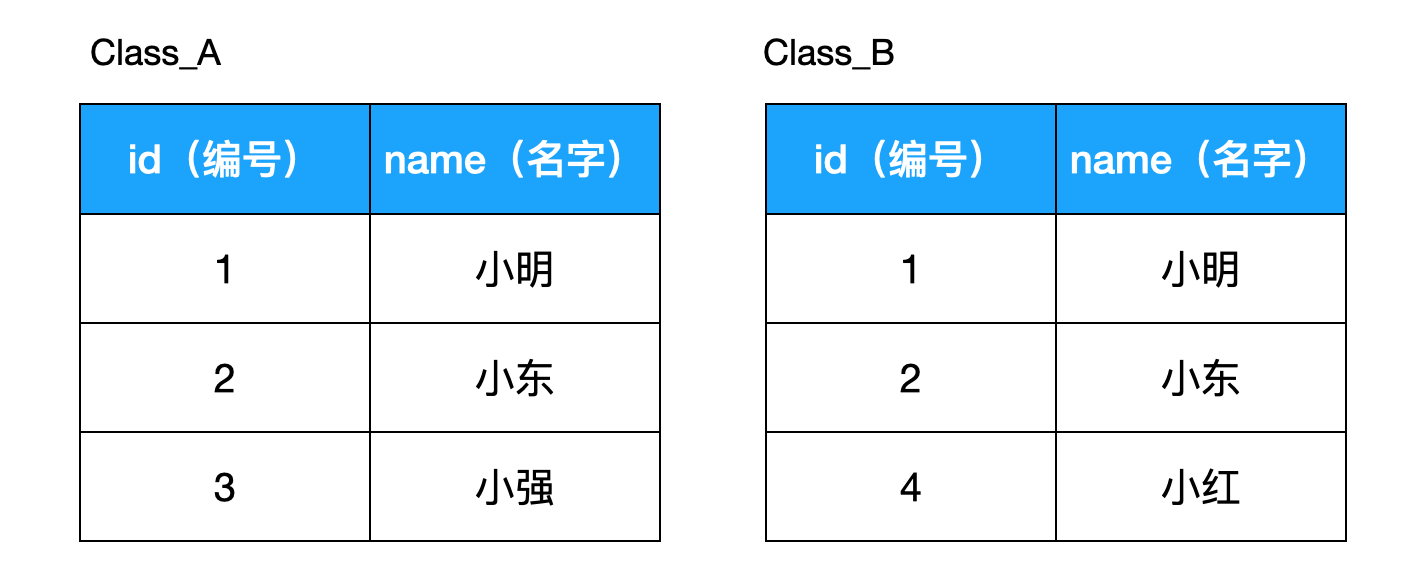 Class_A Class_B
id（编号） name（名字） id（编号） name（名字）
1 小明 1 小明
2 小东 2 小东
3 小强 4 小红